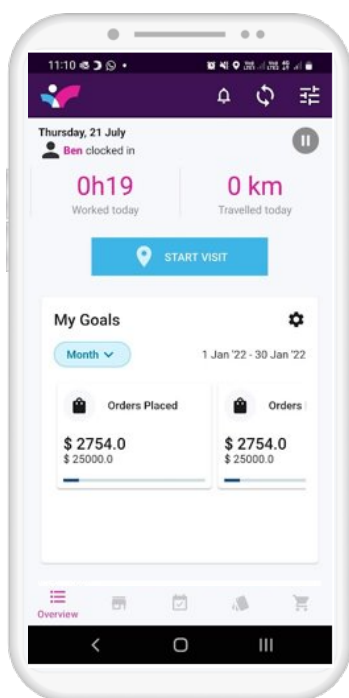 11:10
Thursday, 21 July
Ben clocked in
0h19
Worked today
0 km
Travelled today
START VISIT
My Goals
Month
1 Jan '22 - 30 Jan '22
Orders Placed
$ 2754.0
$ 25000.0
Orders
$ 2754.0
$ 25000.0
Overview